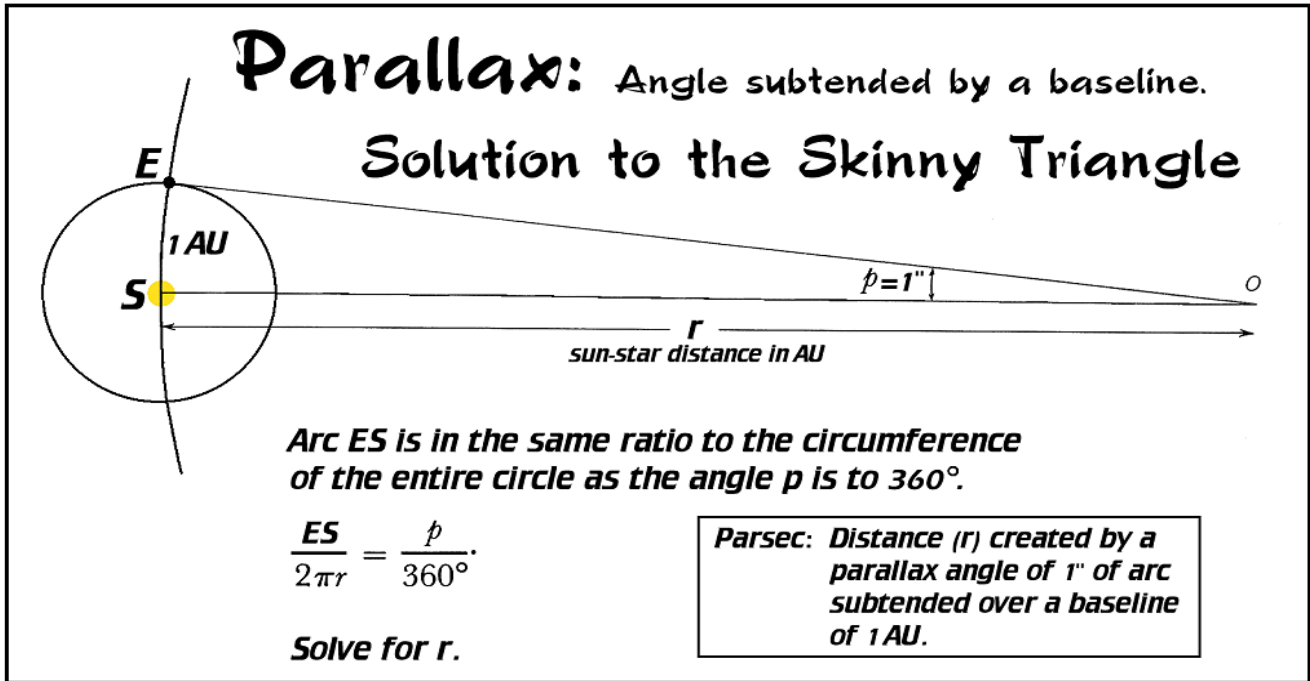 Parallax: Angle subtended by a baseline.
Solution to the Skinny Triangle
E
1 AU
S
p=1"
O
r
sun-star distance in AU
Arc ES is in the same ratio to the circumference
of the entire circle as the angle p is to 360°.
ES/2πr = p/360°.
Solve for r.
Parsec: Distance (r) created by a
parallax angle of 1" of arc
subtended over a baseline
of 1 AU.